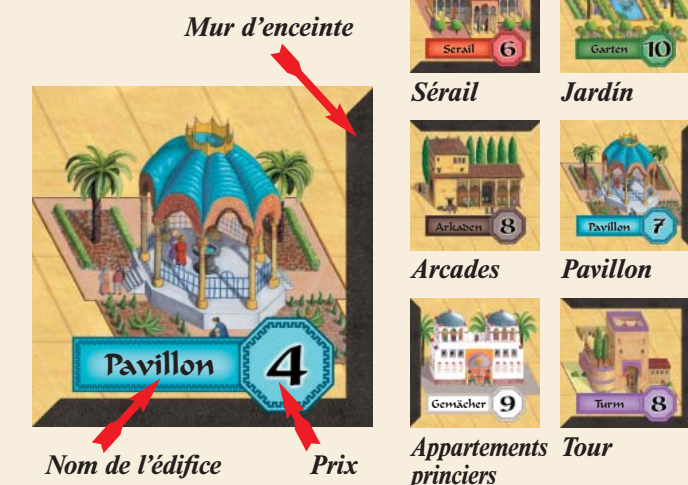 Mur d'enceinte
Pavillon 4
Nom de l'édifice
Prix
Serail 6
Garten 10
Sérail
Jardín
Arkaden 8
Pavillon 7
Arcades
Pavillon
Gemächer 9
Turm 8
Appartements
princiers
Tour